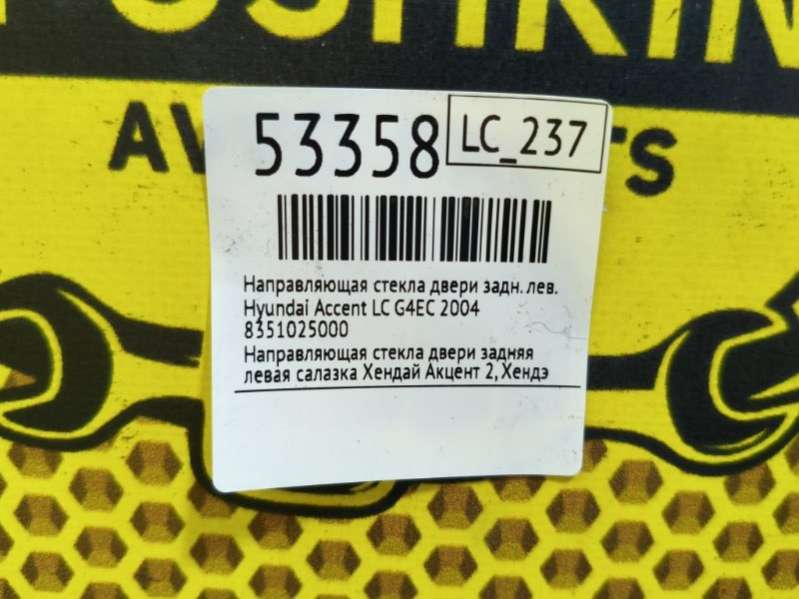 53358
LC_237
Направляющая стекла двери задн. лев.
Hyundai Accent LC G4EC 2004
8351025000
Направляющая стекла двери задняя
левая салазка Хендай Акцент 2, Хендэ